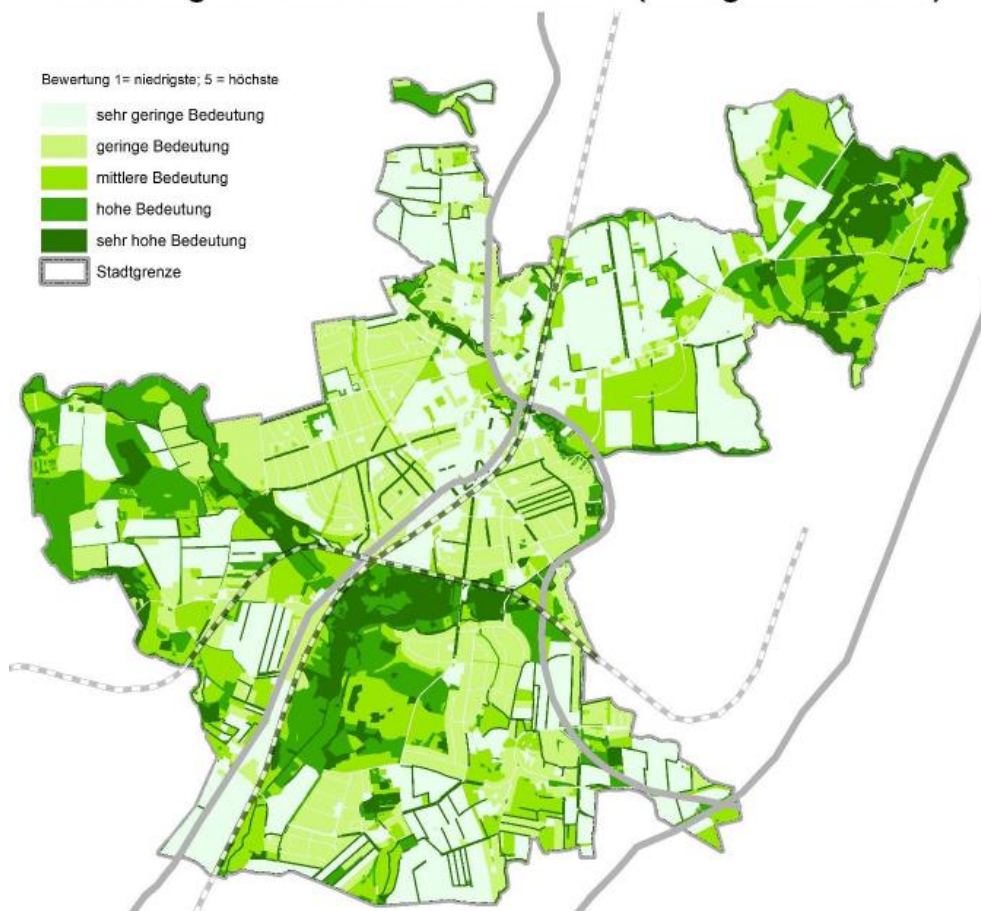 Bewertung 1= niedrigste; 5 = höchste
sehr geringe Bedeutung
geringe Bedeutung
mittlere Bedeutung
hohe Bedeutung
sehr hohe Bedeutung
Stadtgrenze